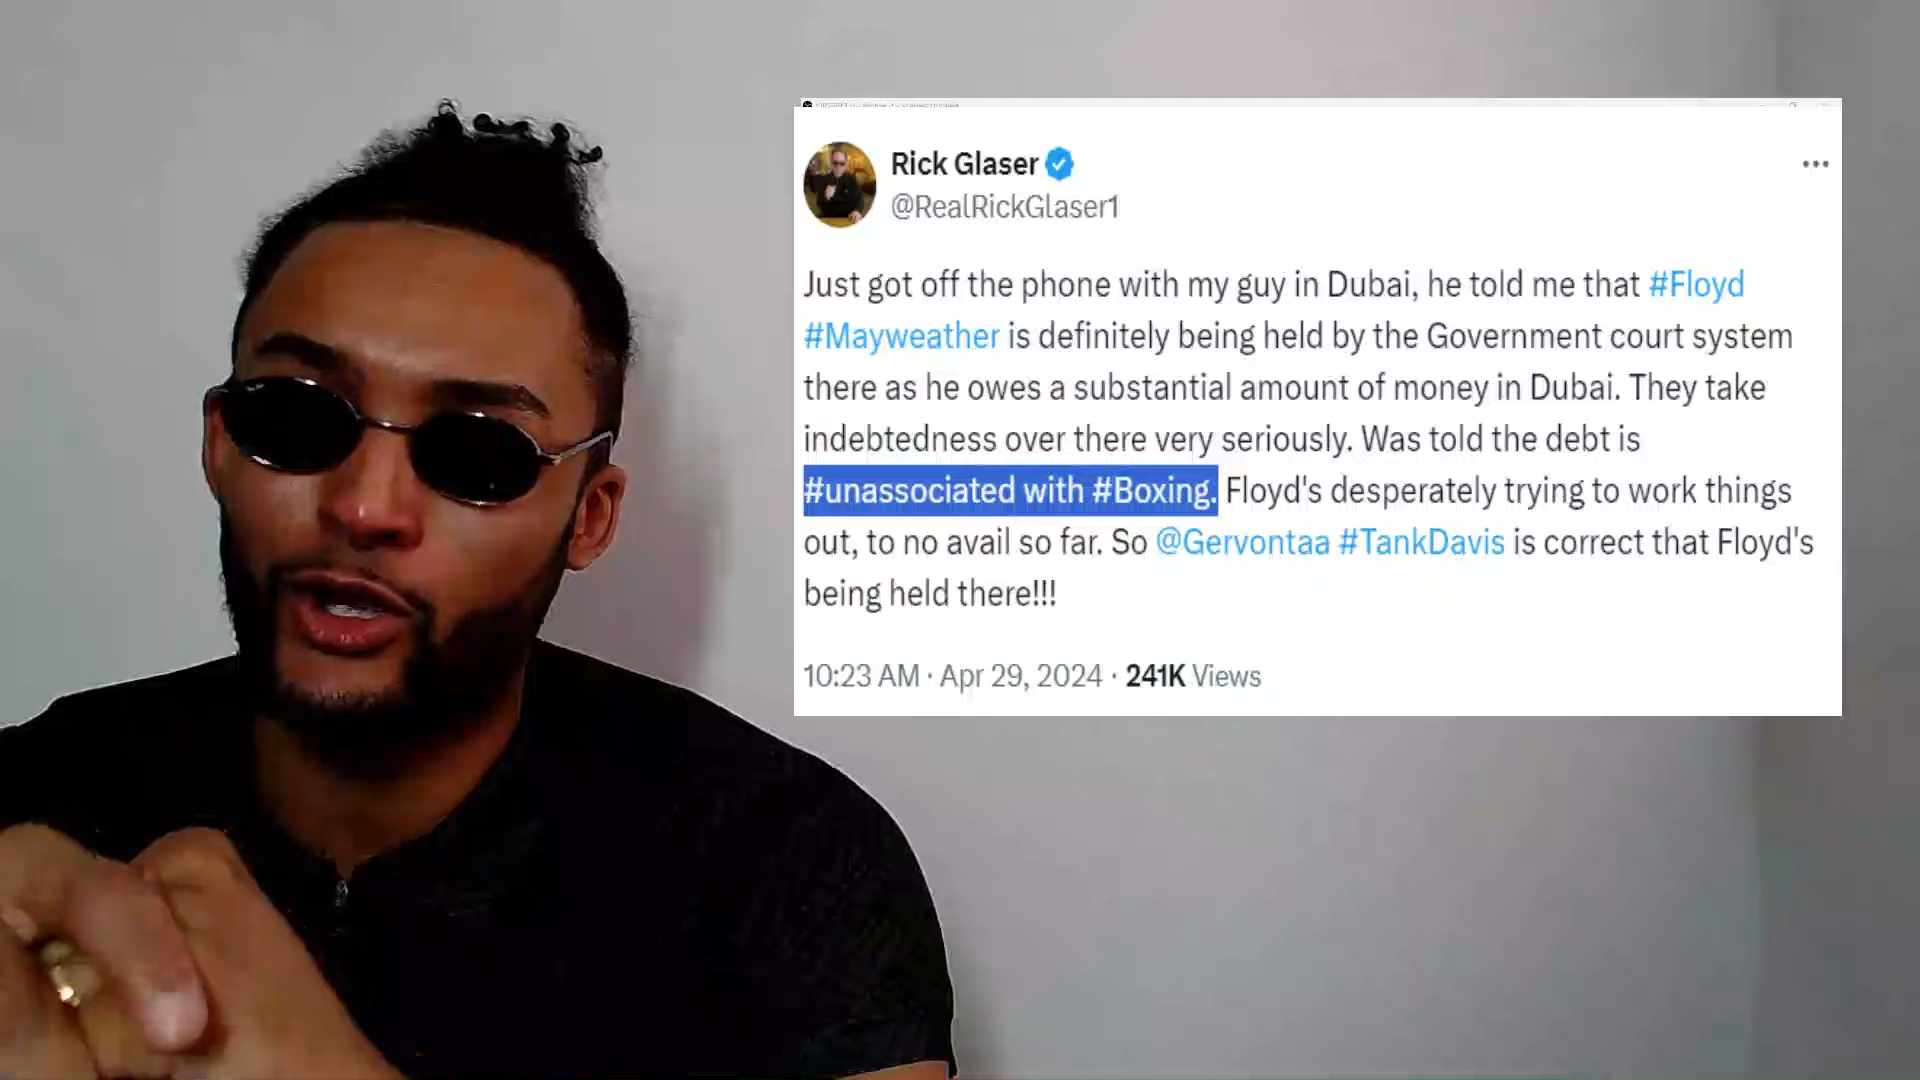 Rick Glaser
@RealRickGlaser1
Just got off the phone with my guy in Dubai, he told me that #Floyd
#Mayweather is definitely being held by the Government court system
there as he owes a substantial amount of money in Dubai. They take
indebtedness over there very seriously. Was told the debt is
#unassociated with #Boxing. Floyd's desperately trying to work things
out, to no avail so far. So @Gervontaa #TankDavis is correct that Floyd's
being held there!!!
10:23 AM · Apr 29, 2024 · 241K Views